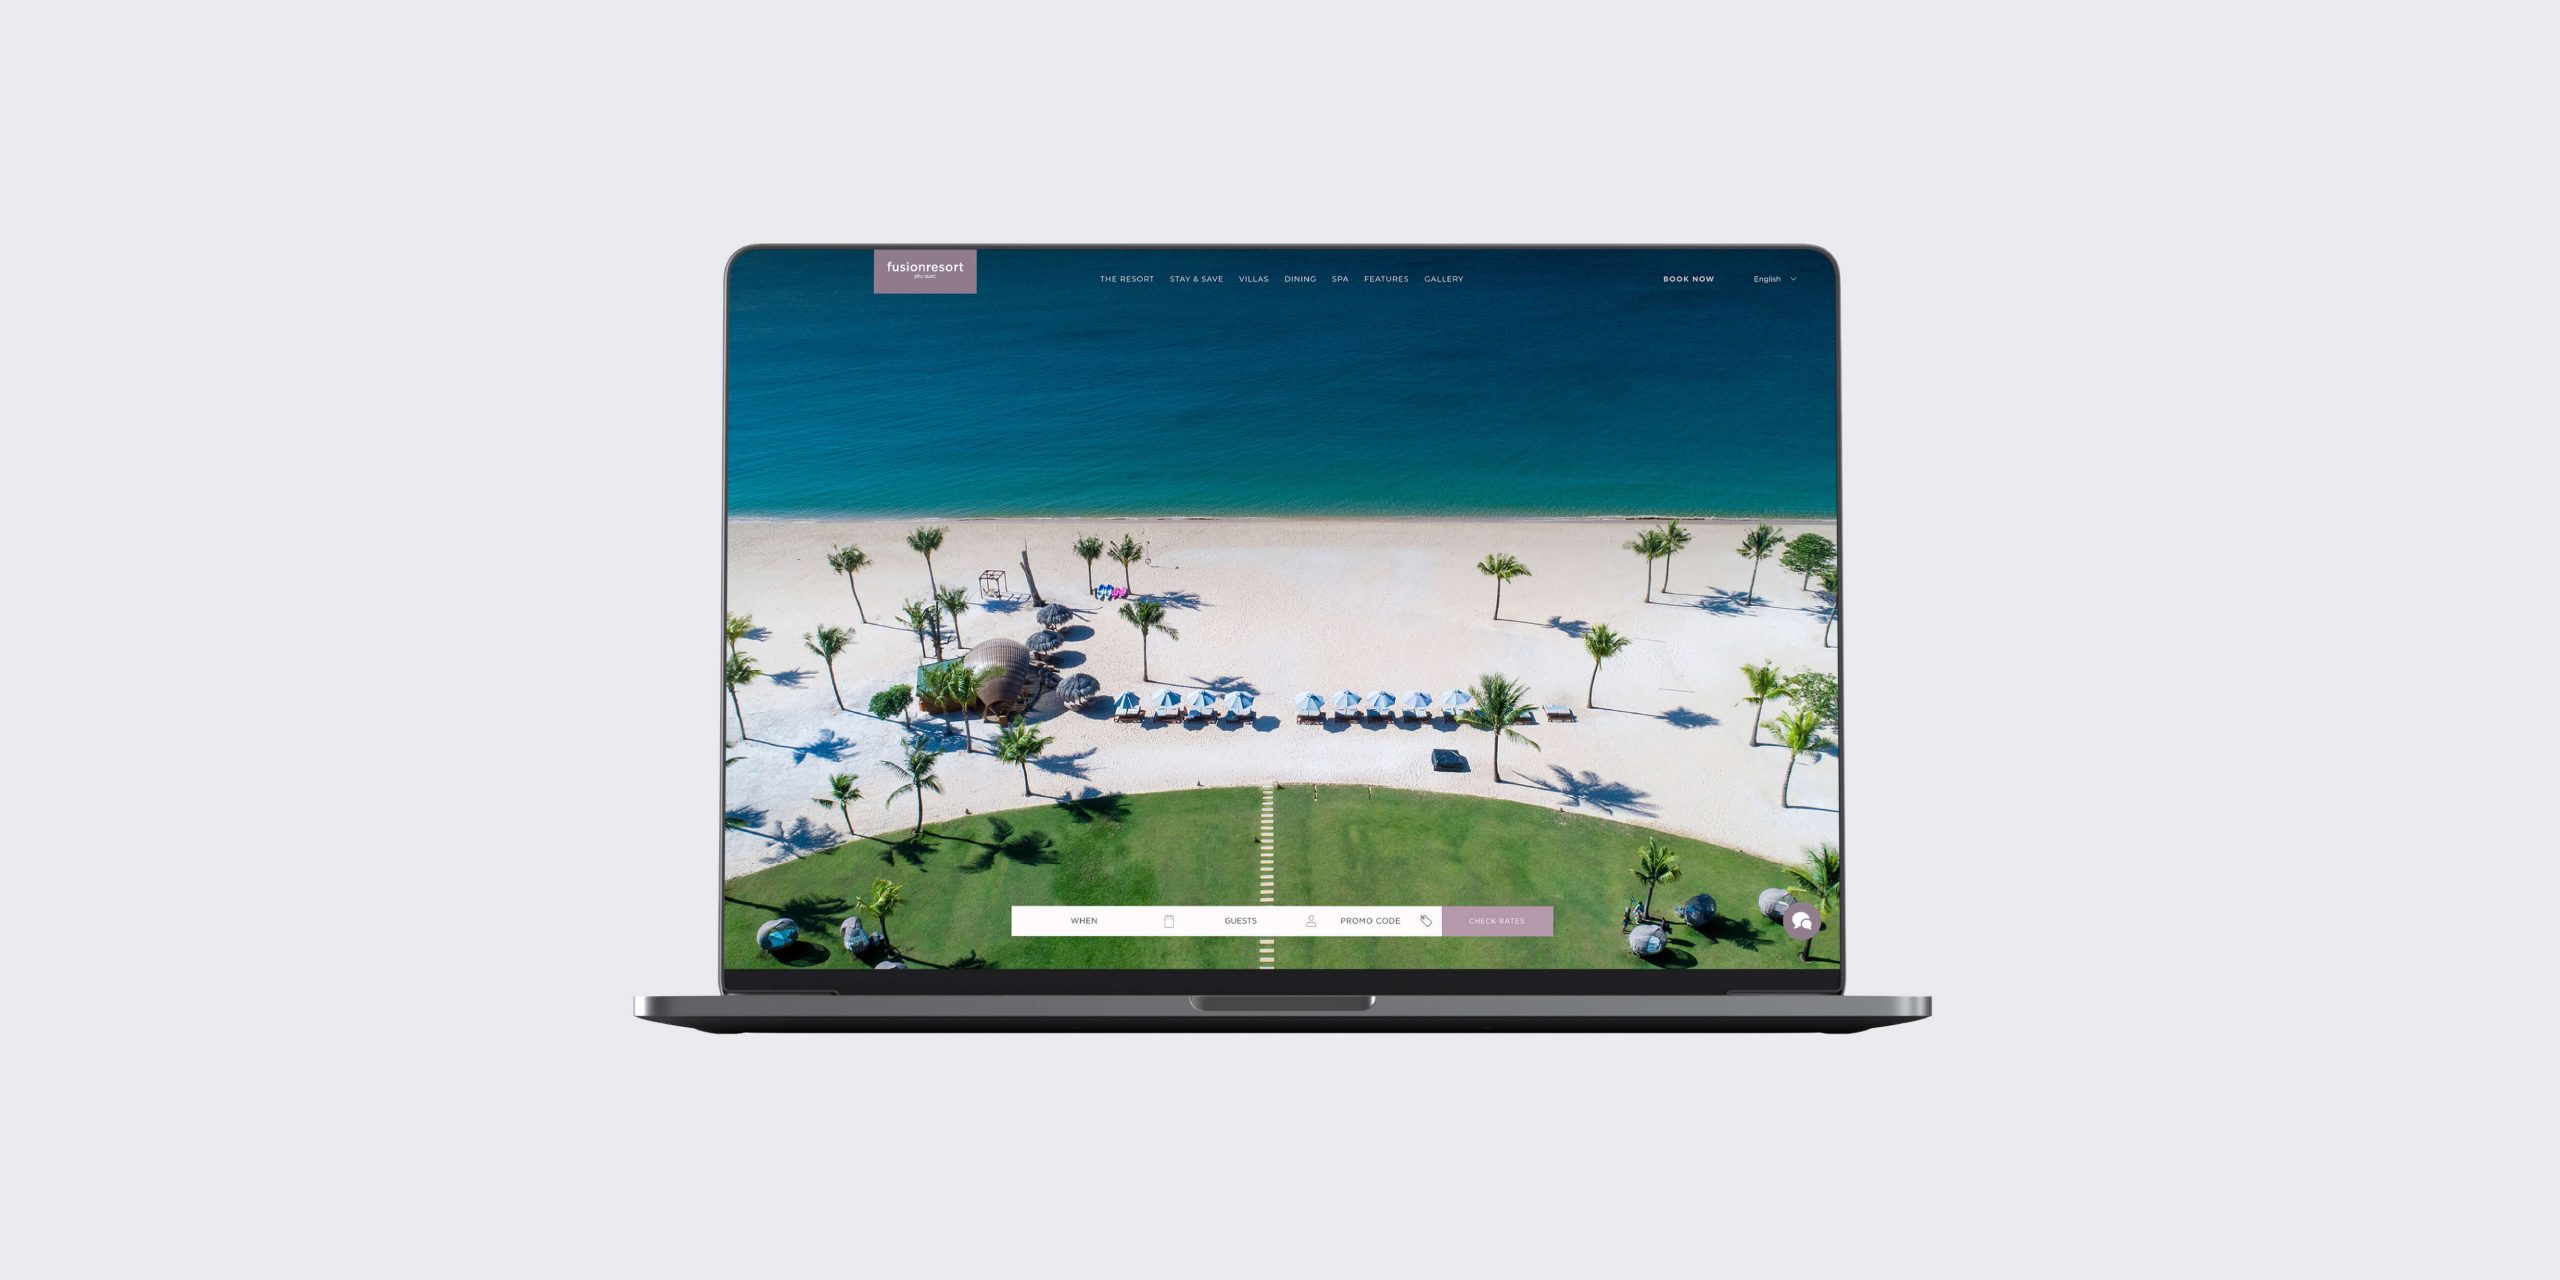 fusionresort
phu quoc
THE RESORT STAY & SAVE VILLAS DINING SPA FEATURES GALLERY BOOK NOW English
WHEN GUESTS PROMO CODE CHECK RATES